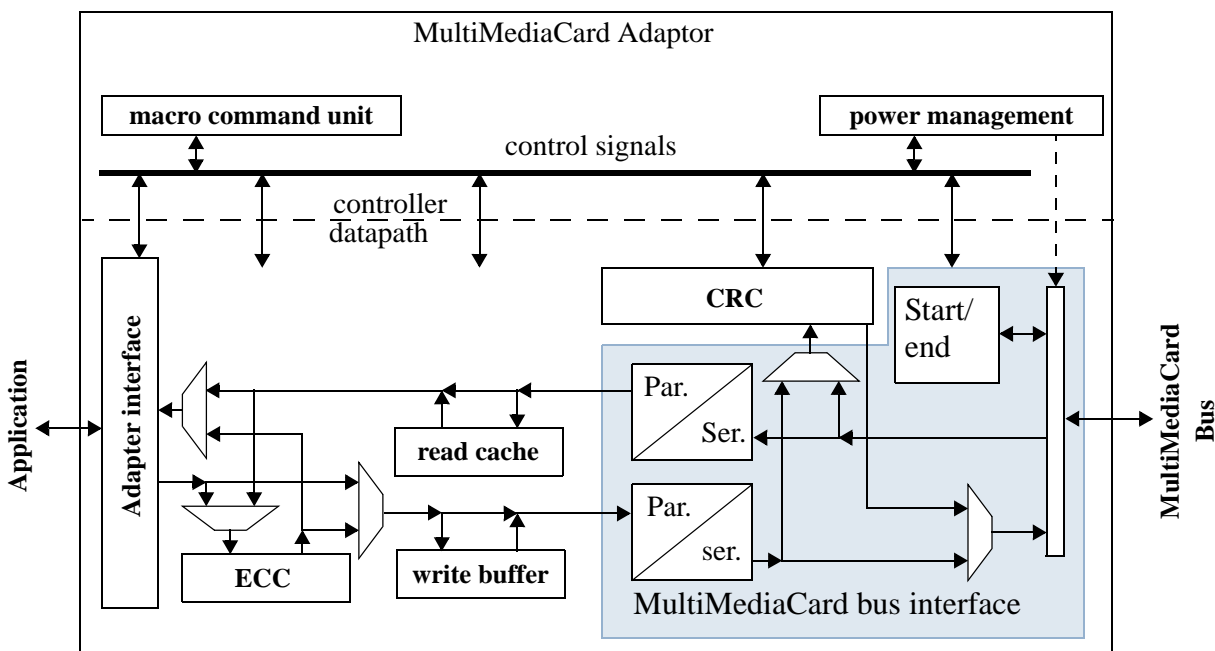 MultiMediaCard Adaptor
macro command unit
power management
control signals
controller
datapath
CRC
Start/
end
Application
Adapter interface
MultiMediaCard
Bus
Par.
Ser.
read cache
Par.
ser.
ECC
write buffer
MultiMediaCard bus interface